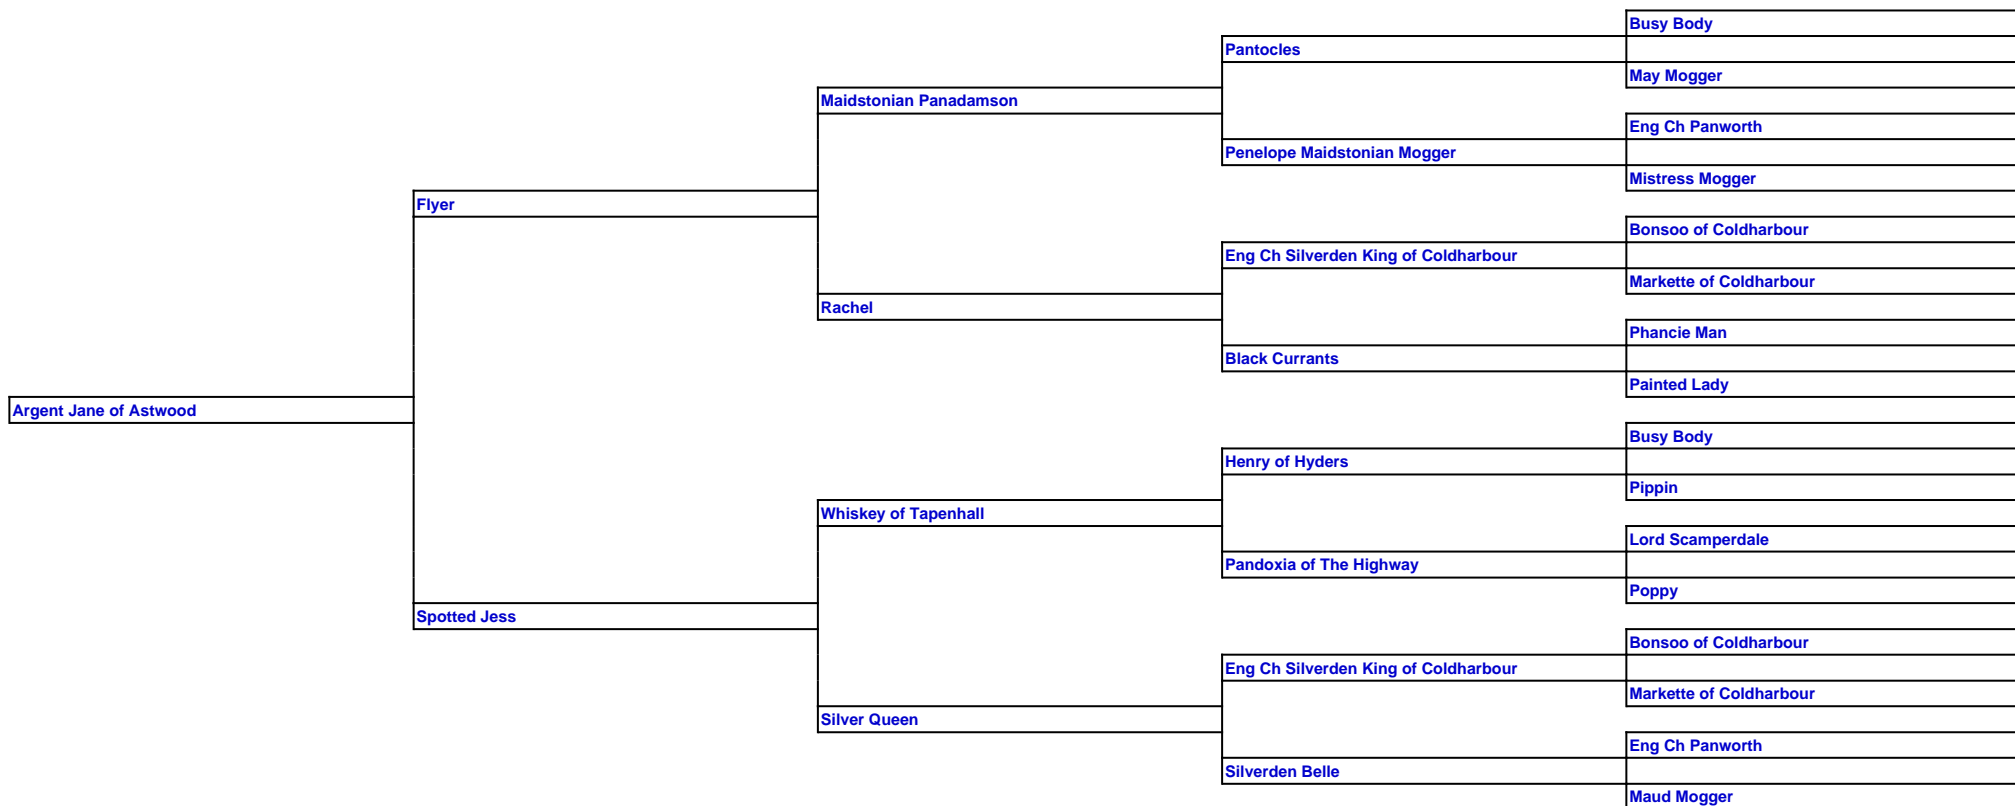 Busy Body
Pantocles
May Mogger
Maidstonian Panadamson
Eng Ch Panworth
Penelope Maidstonian Mogger
Mistress Mogger
Flyer
Bonsoo of Coldharbour
Eng Ch Silverden King of Coldharbour
Markette of Coldharbour
Rachel
Phancie Man
Black Currants
Painted Lady
Argent Jane of Astwood
Busy Body
Henry of Hyders
Pippin
Whiskey of Tapenhall
Lord Scamperdale
Pandoxia of The Highway
Poppy
Spotted Jess
Bonsoo of Coldharbour
Eng Ch Silverden King of Coldharbour
Markette of Coldharbour
Silver Queen
Eng Ch Panworth
Silverden Belle
Maud Mogger